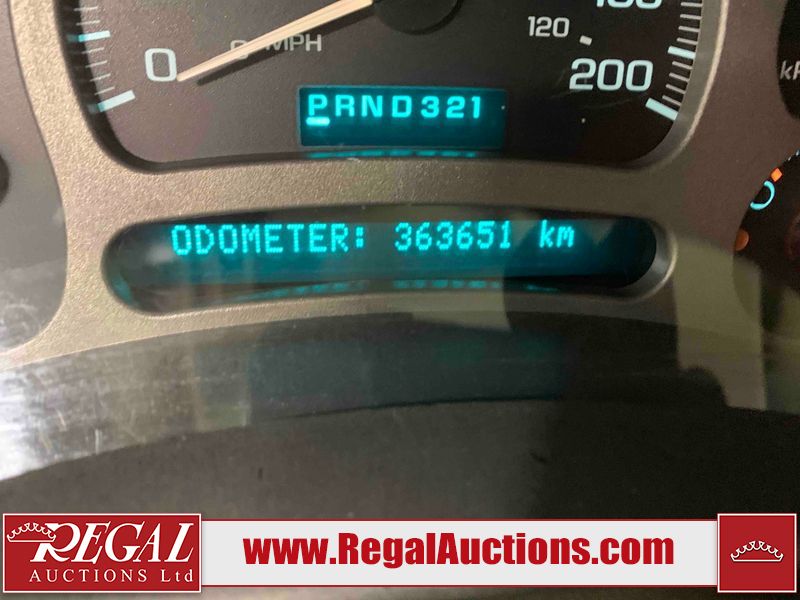 0 MPH
120
200
PRND321
ODOMETER: 363651 km
REGAL
AUCTIONS Ltd
www.RegalAuctions.com